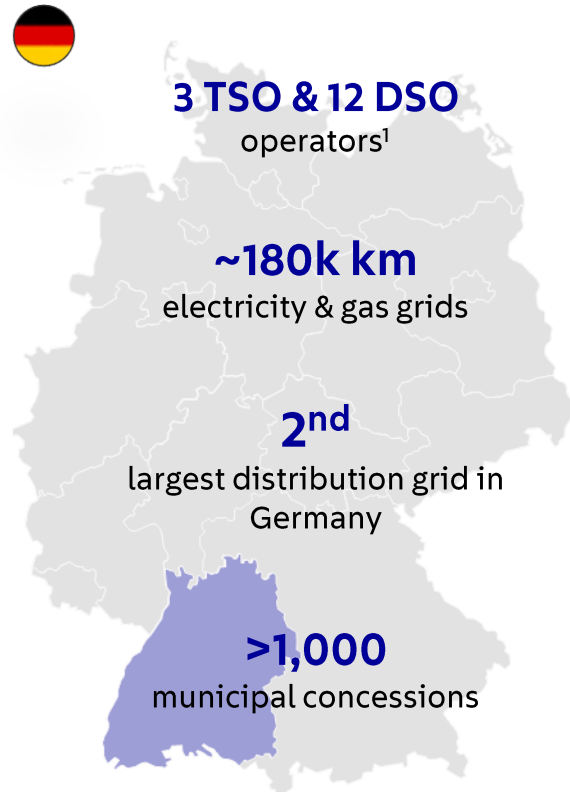 3 TSO & 12 DSO
operators¹
~180k km
electricity & gas grids
2ⁿᵈ
largest distribution grid in
Germany
>1,000
municipal concessions